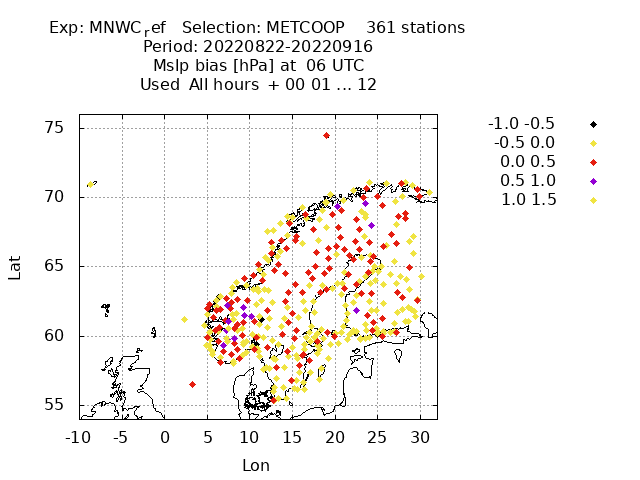 Exp: MNWCref Selection: METCOOP 361 stations
Period: 20220822-20220916
Mslp bias [hPa] at 06 UTC
Used All hours + 00 01 ... 12
-1.0 -0.5
-0.5 0.0
0.0 0.5
0.5 1.0
1.0 1.5
75
70
65
60
55
Lat
-10 -5 0 5 10 15 20 25 30
Lon